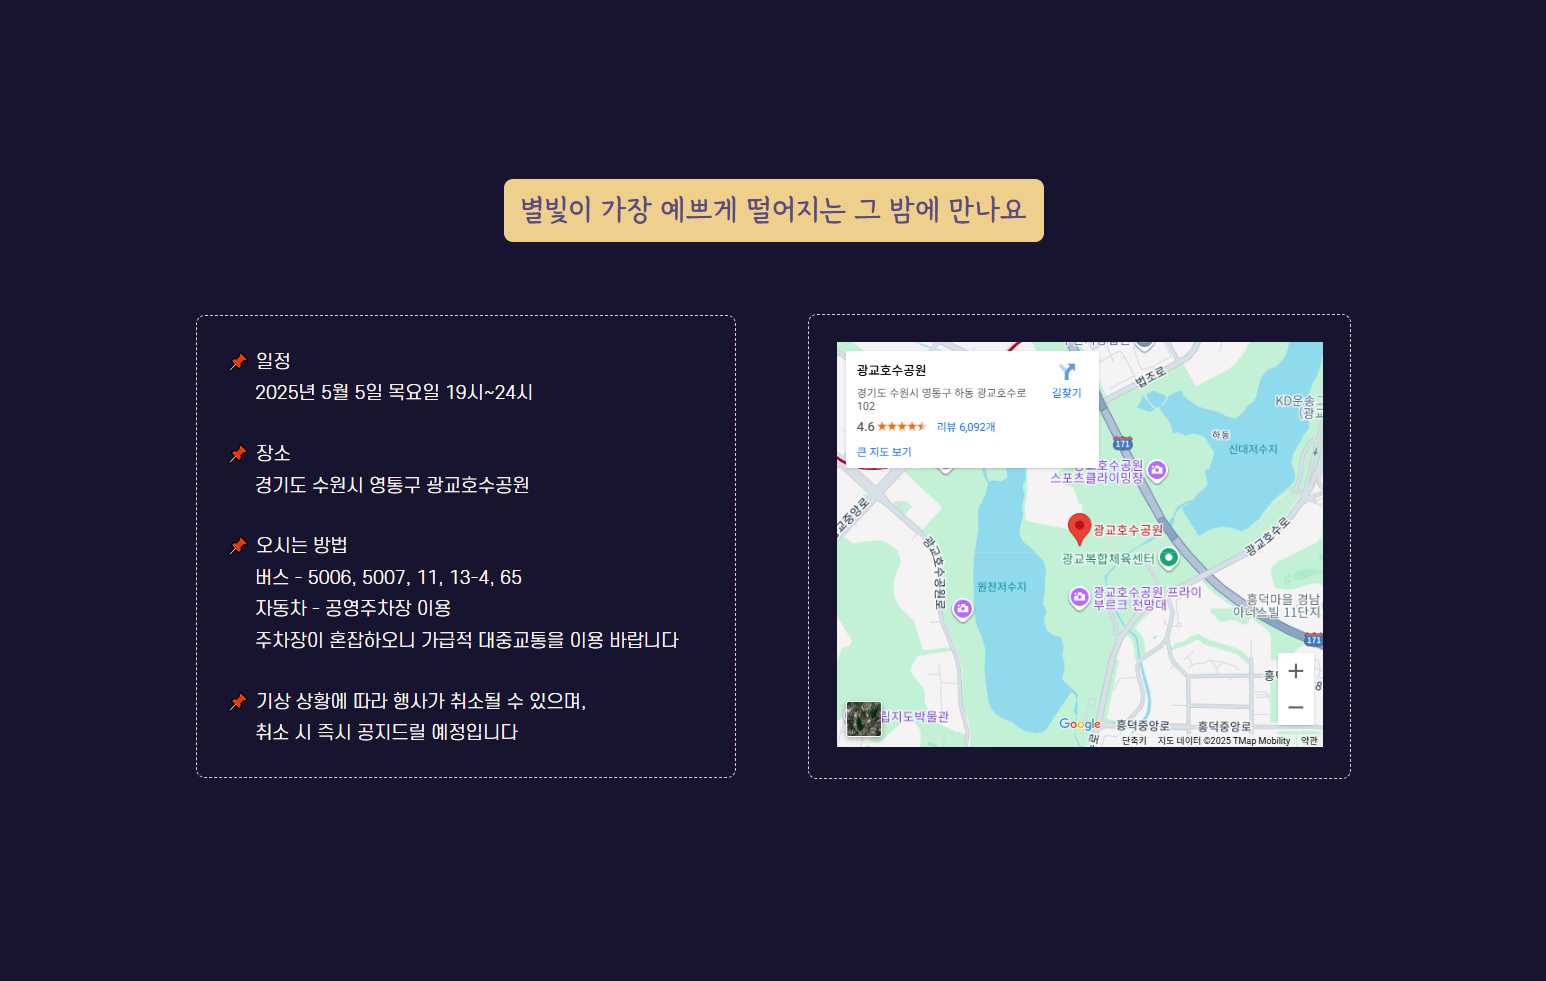 별빛이 가장 예쁘게 떨어지는 그 밤에 만나요
일정
2025년 5월 5일 목요일 19시~24시
장소
경기도 수원시 영통구 광교호수공원
오시는 방법
버스 - 5006, 5007, 11, 13-4, 65
자동차 - 공영주차장 이용
주차장이 혼잡하오니 가급적 대중교통을 이용 바랍니다
기상 상황에 따라 행사가 취소될 수 있으며,
취소 시 즉시 공지드릴 예정입니다
광교호수공원
경기도 수원시 영통구 하동 광교호수로
102
길찾기
4.6
리뷰 6,092개
큰 지도 보기
법조로
KD운송그
(광교
171
하동
신대저수지
광교호수공원
스포츠클라이밍장
광교중앙로
광교호수공원
광교호수로
광교복합체육센터
광교호수공원로
원천저수지
광교호수공원 프라이
부르크 전망대
흥덕마을 경남
아너스빌 11단지
171
립지도박물관
Google
흥덕중앙로
흥덕중앙로
단축키
지도 데이터 ©2025 TMap Mobility
약관